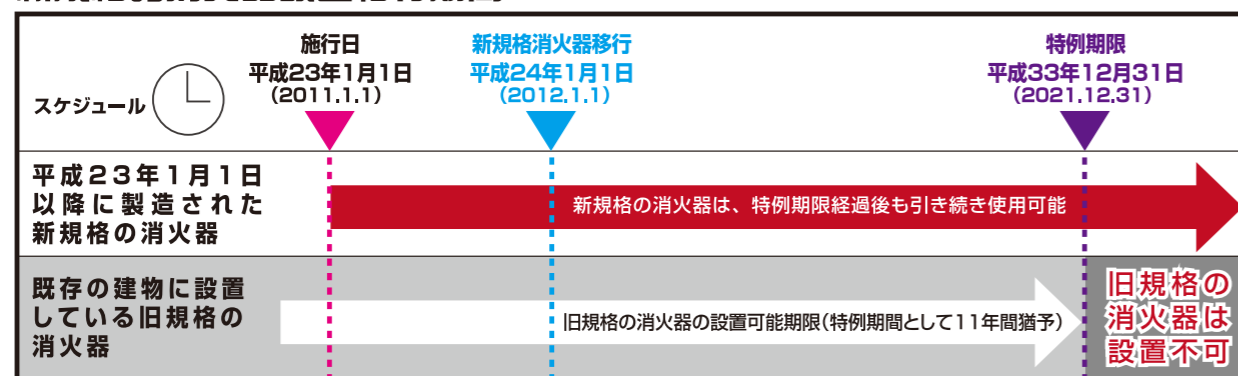 施行日
平成23年1月1日
(2011.1.1)
新規格消火器移行
平成24年1月1日
(2012.1.1)
特例期限
平成33年12月31日
(2021.12.31)
スケジュール
平成23年1月1日
以降に製造された
新規格の消火器
新規格の消火器は、特例期限経過後も引き続き使用可能
既存の建物に設置
している旧規格の
消火器
旧規格の消火器の設置可能期限(特例期間として11年間猶予)
旧規格の
消火器は
設置不可